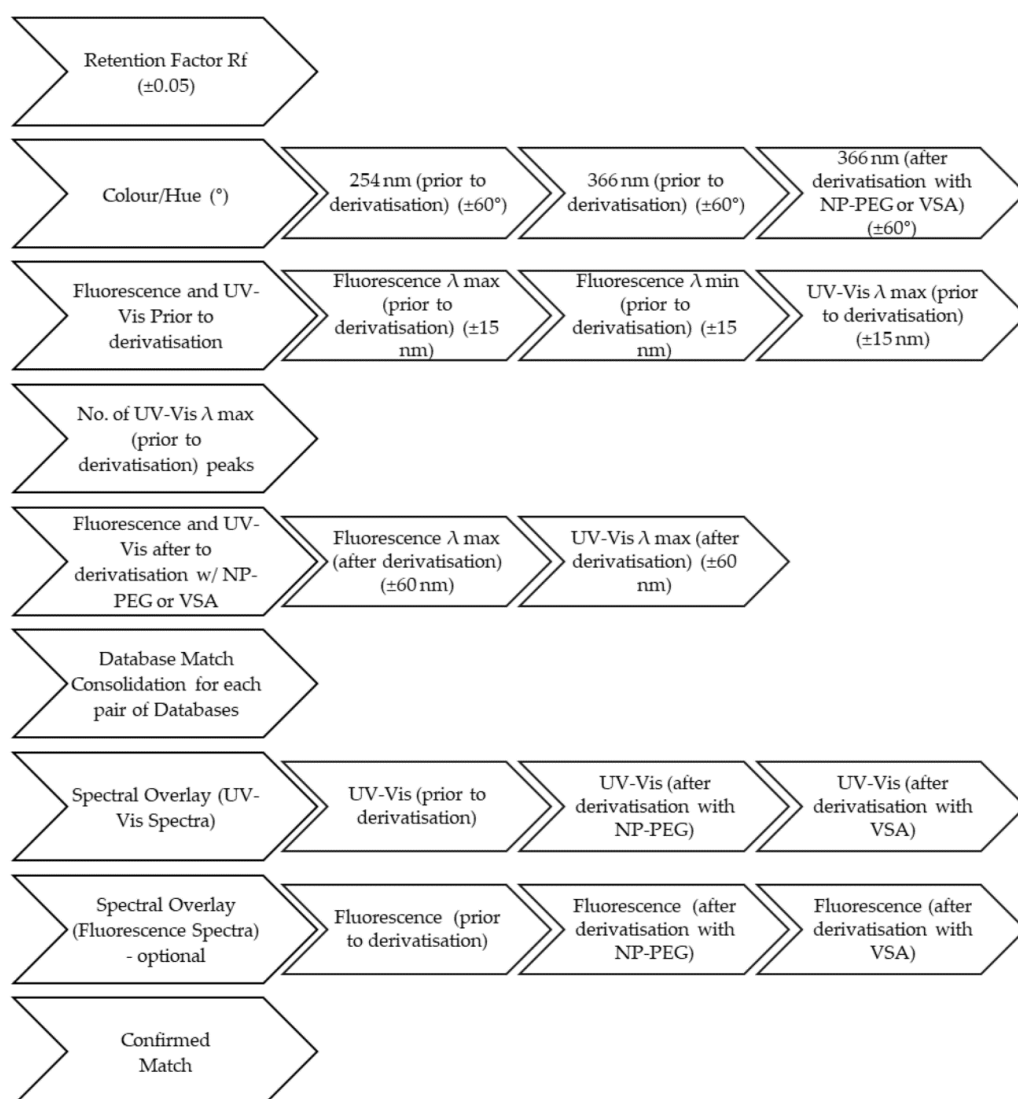 Retention Factor Rf
(±0.05)
Colour/Hue (°)
254 nm (prior to
derivatisation) (±60°)
366 nm (prior to
derivatisation) (±60°)
366 nm (after
derivatisation with
NP-PEG or VSA)
(±60°)
Fluorescence and UV-
Vis Prior to
derivatisation
Fluorescence λ max
(prior to
derivatisation) (±15
nm)
Fluorescence λ min
(prior to
derivatisation) (±15
nm)
UV-Vis λ max (prior
to derivatisation)
(±15 nm)
No. of UV-Vis λ max
(prior to
derivatisation) peaks
Fluorescence and UV-
Vis after to
derivatisation w/ NP-
PEG or VSA
Fluorescence λ max
(after derivatisation)
(±60 nm)
UV-Vis λ max (after
derivatisation) (±60
nm)
Database Match
Consolidation for each
pair of Databases
Spectral Overlay (UV-
Vis Spectra)
UV-Vis (prior to
derivatisation)
UV-Vis (after
derivatisation with
NP-PEG)
UV-Vis (after
derivatisation with
VSA)
Spectral Overlay
(Fluorescence Spectra)
- optional
Fluorescence (prior
to derivatisation)
Fluorescence (after
derivatisation with
NP-PEG)
Fluorescence (after
derivatisation with
VSA)
Confirmed
Match